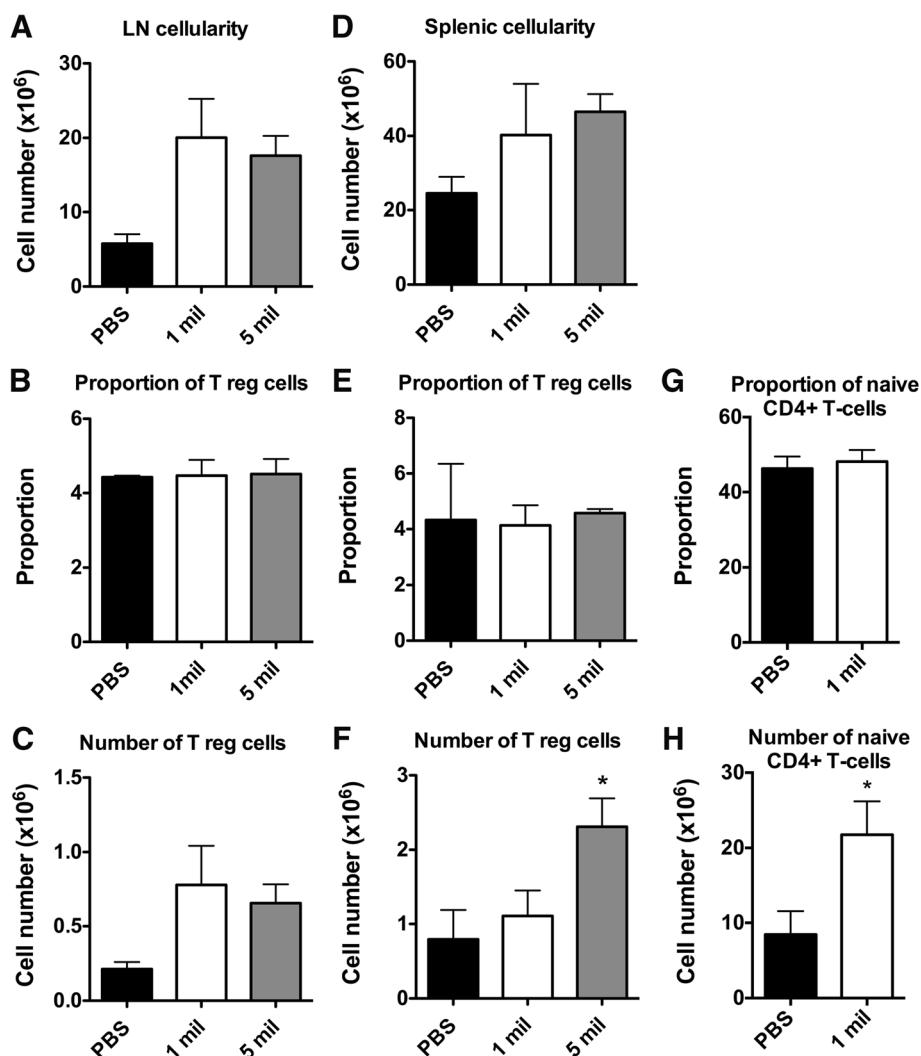 A
LN cellularity
Cell number (x10⁶)
30
20
10
0
PBS
1 mil
5 mil
D
Splenic cellularity
Cell number (x10⁶)
60
40
20
0
PBS
1 mil
5 mil
B
Proportion of T reg cells
Proportion
6
4
2
0
PBS
1mil
5 mil
E
Proportion of T reg cells
Proportion
8
6
4
2
0
PBS
1 mil
5 mil
G
Proportion of naive
CD4+ T-cells
Proportion
60
40
20
0
PBS
1 mil
C
Number of T reg cells
Cell number (x10⁶)
1.5
1.0
0.5
0.0
PBS
1 mil
5 mil
F
Number of T reg cells
Cell number (x10⁶)
3
2
1
0
*
PBS
1 mil
5 mil
H
Number of naive
CD4+ T-cells
Cell number (x10⁶)
30
20
10
0
*
PBS
1 mil